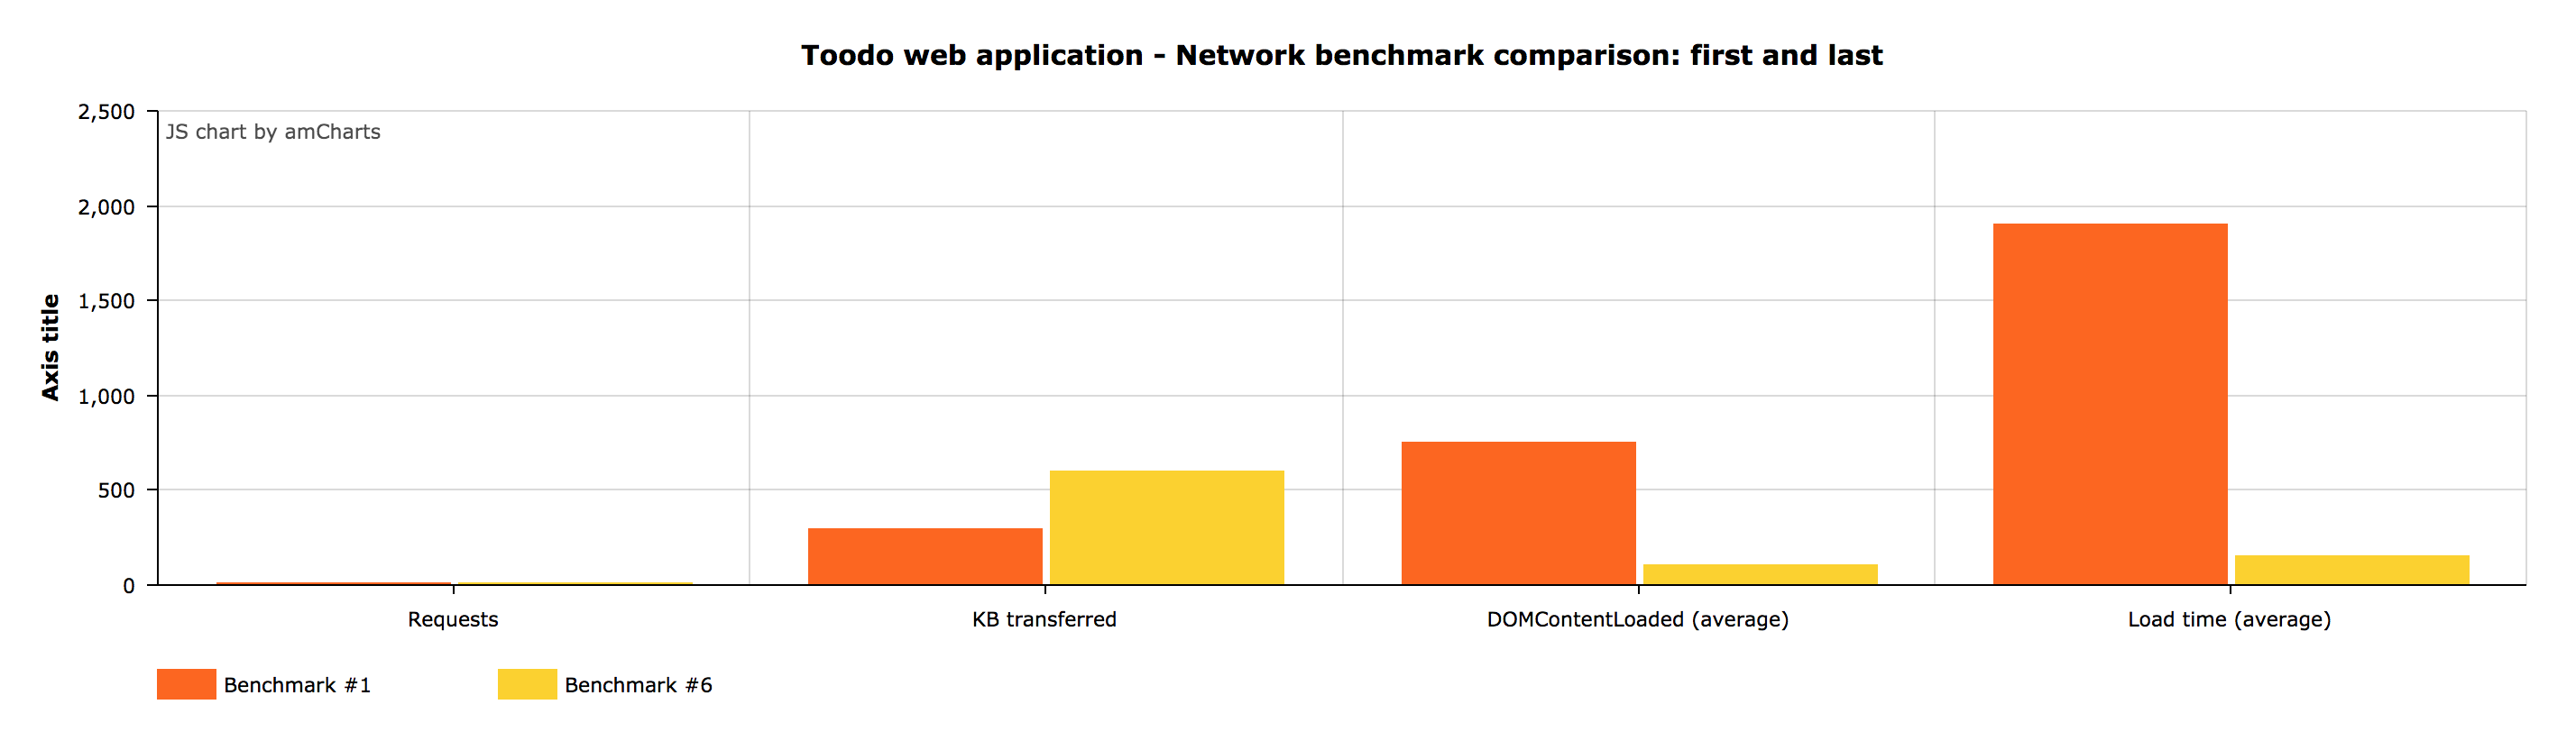 Toodo web application - Network benchmark comparison: first and last
JS chart by amCharts
Axis title
2,500
2,000
1,500
1,000
500
0
Requests
KB transferred
DOMContentLoaded (average)
Load time (average)
Benchmark #1
Benchmark #6